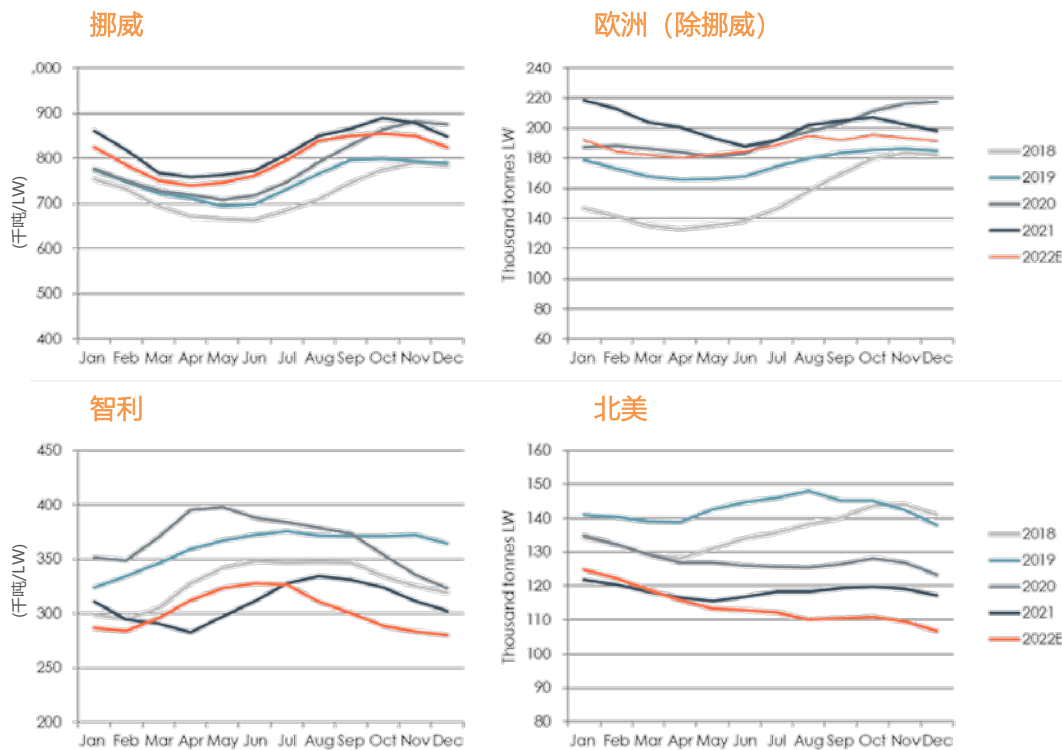 挪威
欧洲（除挪威）
,000
900
800
700
600
500
400
(千吨/LW)
Jan Feb Mar Apr May Jun Jul Aug Sep Oct Nov Dec
240
220
200
180
160
140
120
100
80
60
Thousand tonnes LW
Jan Feb Mar Apr May Jun Jul Aug Sep Oct Nov Dec
2018
2019
2020
2021
2022E
智利
北美
450
400
350
300
250
200
(千吨/LW)
Jan Feb Mar Apr May Jun Jul Aug Sep Oct Nov Dec
160
150
140
130
120
110
100
90
80
Thousand tonnes LW
Jan Feb Mar Apr May Jun Jul Aug Sep Oct Nov Dec
2018
2019
2020
2021
2022E